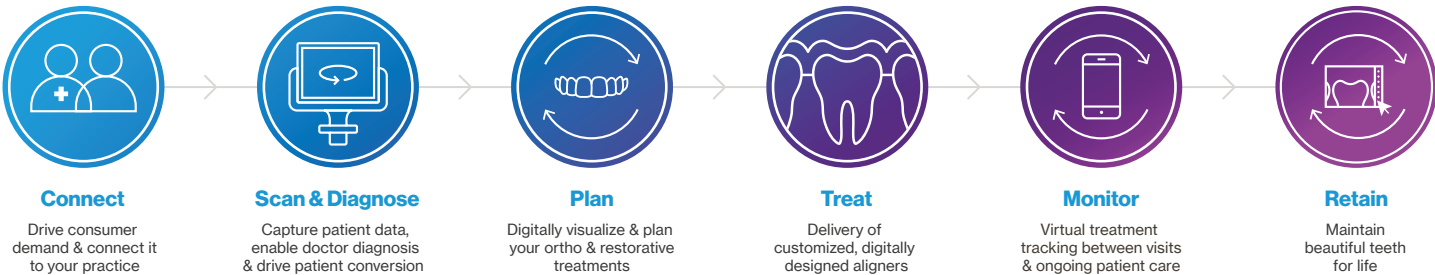 Connect
Drive consumer
demand & connect it
to your practice
Scan & Diagnose
Capture patient data,
enable doctor diagnosis
& drive patient conversion
Plan
Digitally visualize & plan
your ortho & restorative
treatments
Treat
Delivery of
customized, digitally
designed aligners
Monitor
Virtual treatment
tracking between visits
& ongoing patient care
Retain
Maintain
beautiful teeth
for life